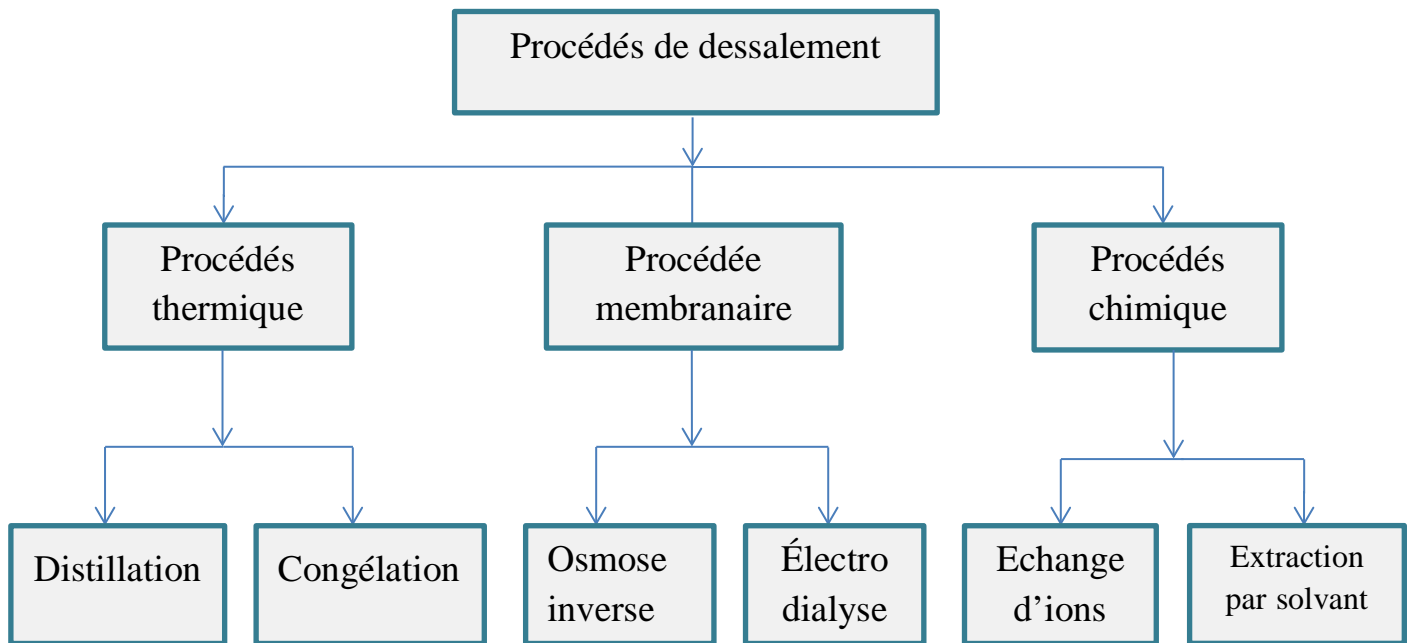 Procédés de dessalement
Procédés
thermique
Procédée
membranaire
Procédés
chimique
Distillation
Congélation
Osmose
inverse
Électro
dialyse
Echange
d’ions
Extraction
par solvant